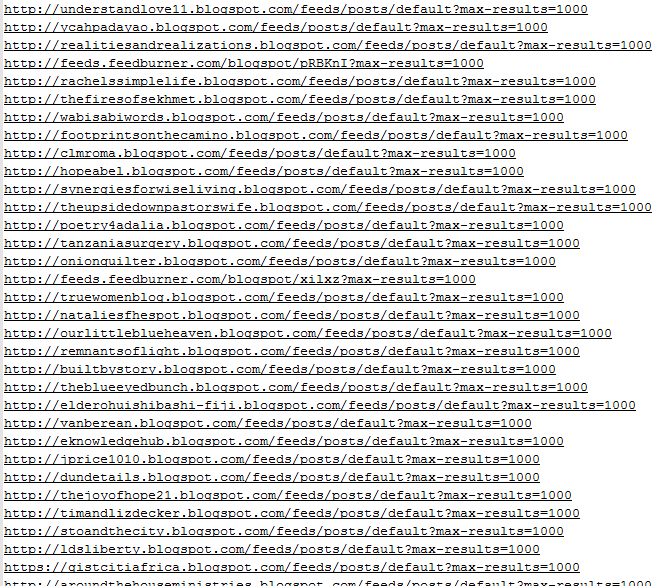 http://understandlove11.blogspot.com/feeds/posts/default?max-results=1000
http://ycahpadayao.blogspot.com/feeds/posts/default?max-results=1000
http://realitiesandrealizations.blogspot.com/feeds/posts/default?max-results=1000
http://feeds.feedburner.com/blogspot/pRBKnI?max-results=1000
http://rachelssimplelife.blogspot.com/feeds/posts/default?max-results=1000
http://thefiresofsekhmet.blogspot.com/feeds/posts/default?max-results=1000
http://wabisabiwords.blogspot.com/feeds/posts/default?max-results=1000
http://footprintsonthecamino.blogspot.com/feeds/posts/default?max-results=1000
http://clmroma.blogspot.com/feeds/posts/default?max-results=1000
http://hopeabel.blogspot.com/feeds/posts/default?max-results=1000
http://synergiesforwiseliving.blogspot.com/feeds/posts/default?max-results=1000
http://theupsidedownpastorswife.blogspot.com/feeds/posts/default?max-results=1000
http://poetry4adalia.blogspot.com/feeds/posts/default?max-results=1000
http://tanzaniasurgery.blogspot.com/feeds/posts/default?max-results=1000
http://onionquilter.blogspot.com/feeds/posts/default?max-results=1000
http://feeds.feedburner.com/blogspot/xilxz?max-results=1000
http://truewomenblog.blogspot.com/feeds/posts/default?max-results=1000
http://nataliesfhespot.blogspot.com/feeds/posts/default?max-results=1000
http://ourlittleblueheaven.blogspot.com/feeds/posts/default?max-results=1000
http://remnantsoflight.blogspot.com/feeds/posts/default?max-results=1000
http://builtbystory.blogspot.com/feeds/posts/default?max-results=1000
http://theblueeyedbunch.blogspot.com/feeds/posts/default?max-results=1000
http://elderohuishibashi-fiji.blogspot.com/feeds/posts/default?max-results=1000
http://vanberean.blogspot.com/feeds/posts/default?max-results=1000
http://eknowledgehub.blogspot.com/feeds/posts/default?max-results=1000
http://jprice1010.blogspot.com/feeds/posts/default?max-results=1000
http://dundetails.blogspot.com/feeds/posts/default?max-results=1000
http://thejoyofhope21.blogspot.com/feeds/posts/default?max-results=1000
http://timandlizdecker.blogspot.com/feeds/posts/default?max-results=1000
http://stoandthecity.blogspot.com/feeds/posts/default?max-results=1000
http://ldsliberty.blogspot.com/feeds/posts/default?max-results=1000
https://gistcitiafrica.blogspot.com/feeds/posts/default?max-results=1000
http://aroundthehouseministries.blogspot.com/feeds/posts/default?max-results=1000